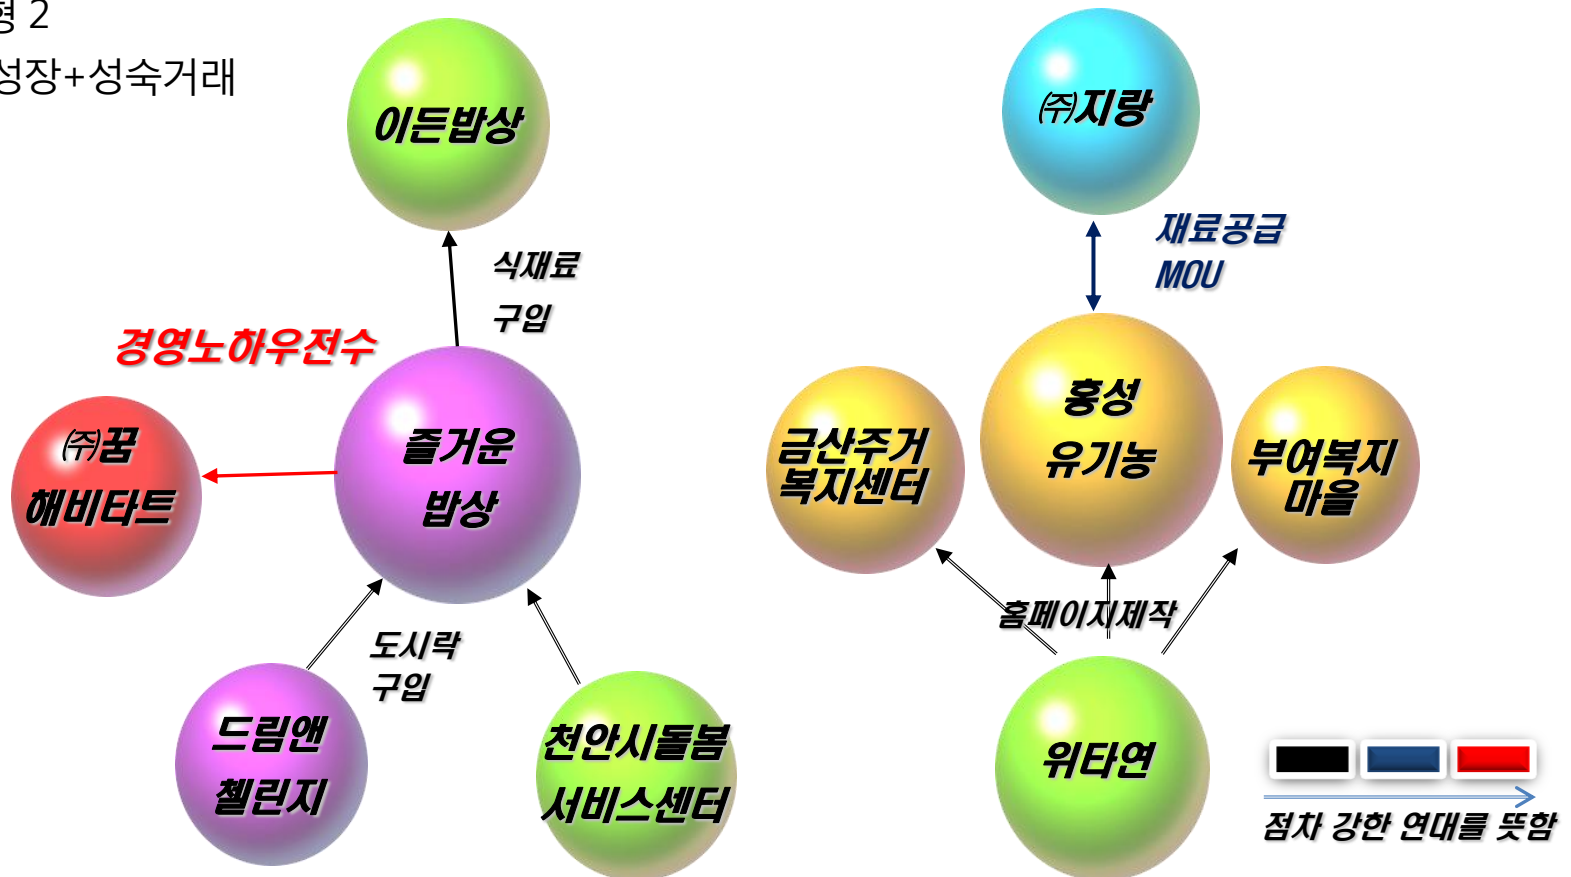 형 2
성장+성숙거래
이든밥상
㈜지랑
식재료
구입
재료공급
MOU
경영노하우전수
㈜꿈
해비타트
즐거운
밥상
금산주거
복지센터
홍성
유기농
부여복지
마을
도시락
구입
홈페이지제작
드림앤
첼린지
천안시돌봄
서비스센터
위타연
점차 강한 연대를 뜻함